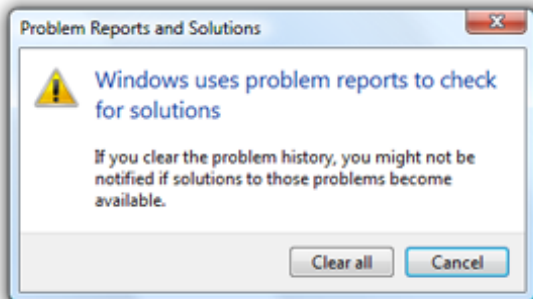 Problem Reports and Solutions
Windows uses problem reports to check
for solutions
If you clear the problem history, you might not be
notified if solutions to those problems become
available.
Clear all Cancel